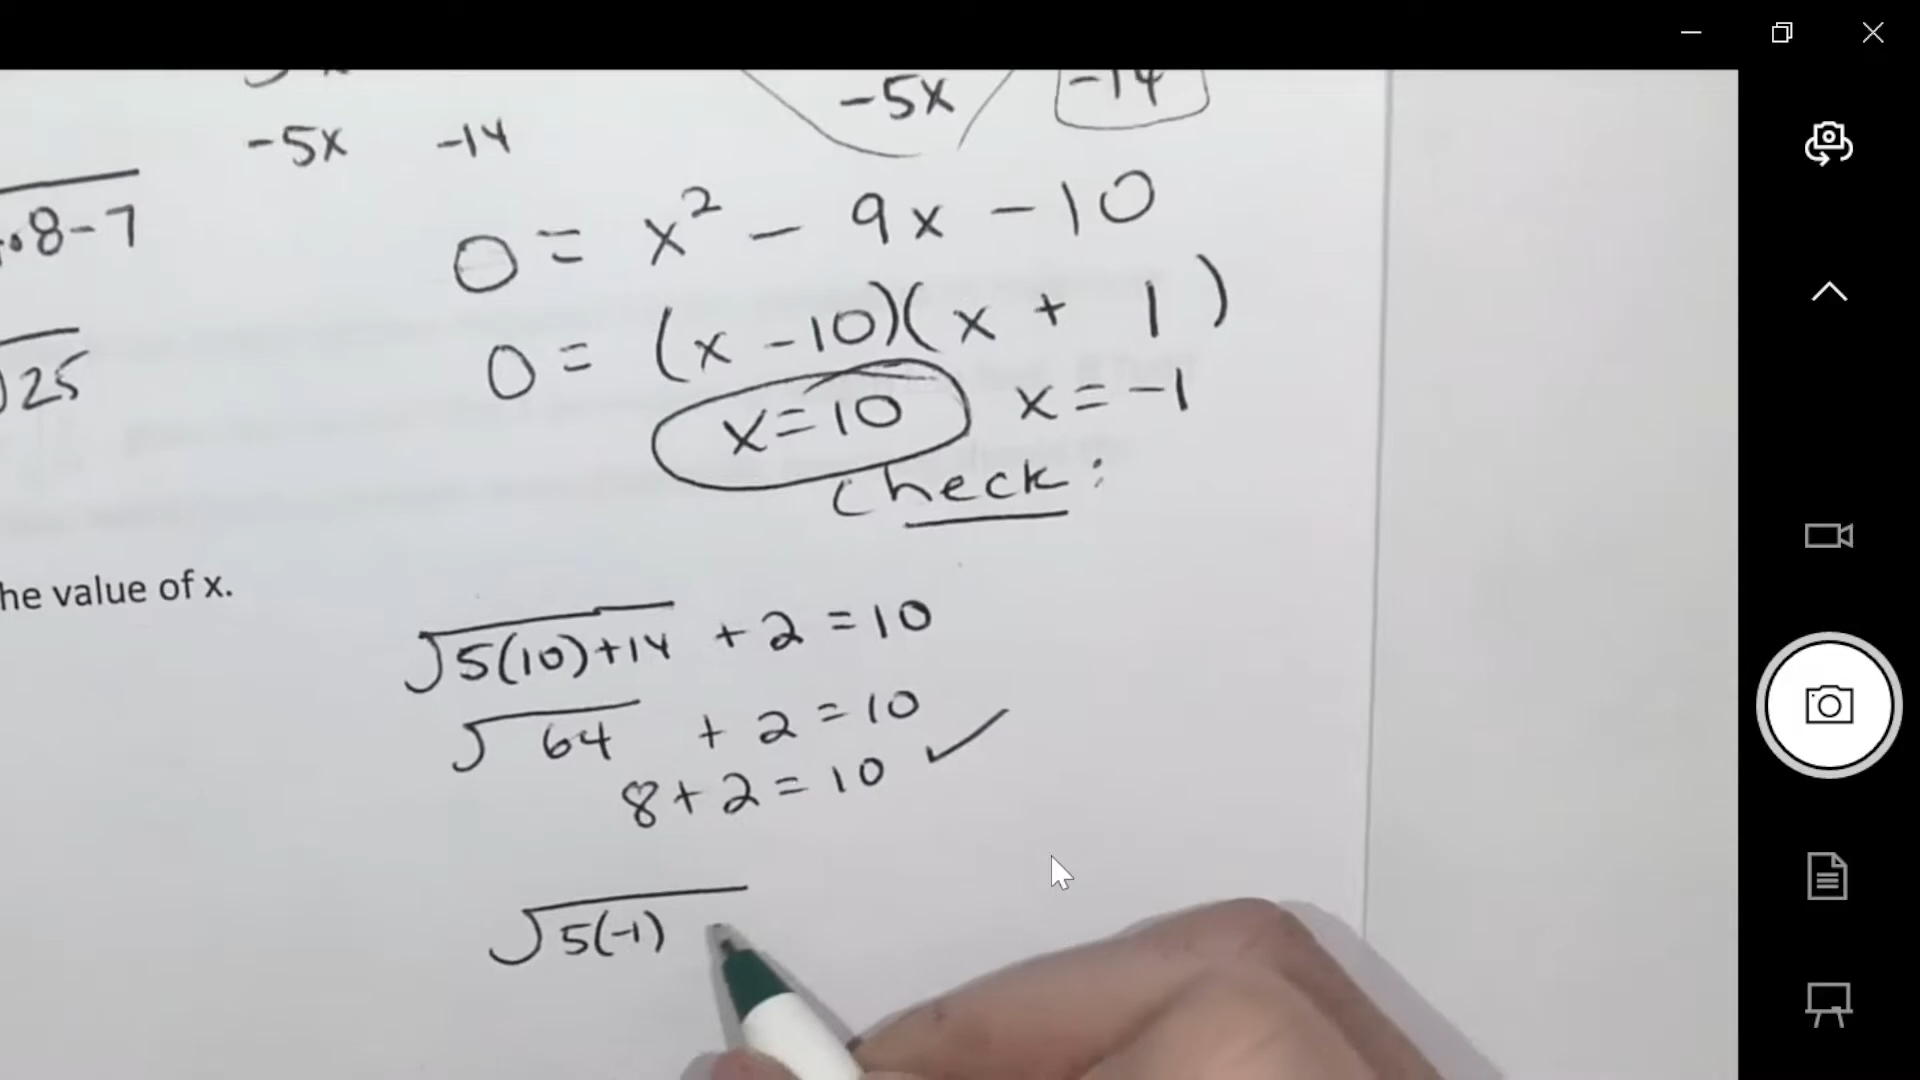 -5x -14
-5x -14
8-7
0 = x² - 9x - 10
0 = (x - 10)(x + 1)
√25
x=10 x=-1
Check:
he value of x.
√5(10)+14 + 2 = 10
√64 + 2 = 10 ✓
8+2 = 10
√5(-1)